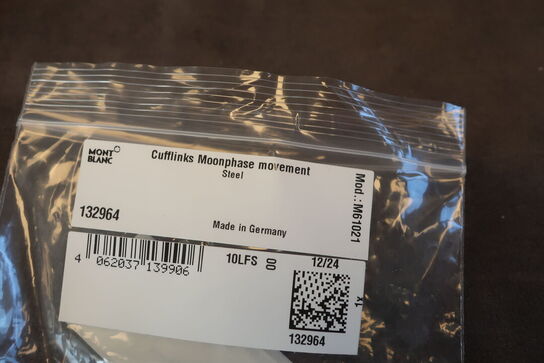 MONT
BLANC
Cufflinks Moonphase movement
Steel
Mod.: M61021
132964
Made in Germany
4 062037 139906
10LFS 00
12/24
x1
132964